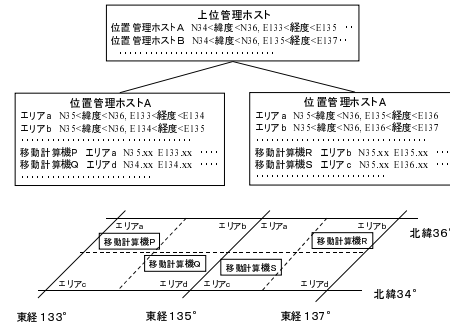 上位管理ホスト
位置管理ホストA N34<緯度<N36, E133<経度<E135 ‥
位置管理ホストB N34<緯度<N36, E135<経度<E137‥
‥‥‥‥‥‥‥‥‥‥
位置管理ホストA
エリアa N35<緯度<N36, E133<経度<E134
エリアb N35<緯度<N36, E134<経度<E135
‥‥‥‥‥‥‥‥‥‥
移動計算機P エリアa N35.xx E133.xx ‥‥
移動計算機Q エリアd N34.xx E134.xx ‥‥
‥‥‥‥‥‥‥‥
位置管理ホストA
エリアa N35<緯度<N36, E135<経度<E136
エリアb N35<緯度<N36, E136<経度<E137
‥‥‥‥‥‥‥‥‥‥
移動計算機R エリアb N35.xx E135.xx ‥‥
移動計算機S エリアc N35.xx E136.xx ‥‥
‥‥‥‥‥‥‥‥
エリアa エリアb エリアa エリアb
北緯36°
移動計算機P 移動計算機R
移動計算機Q 移動計算機S
エリアc エリアd エリアc エリアd
北緯34°
東経133° 東経135° 東経137°